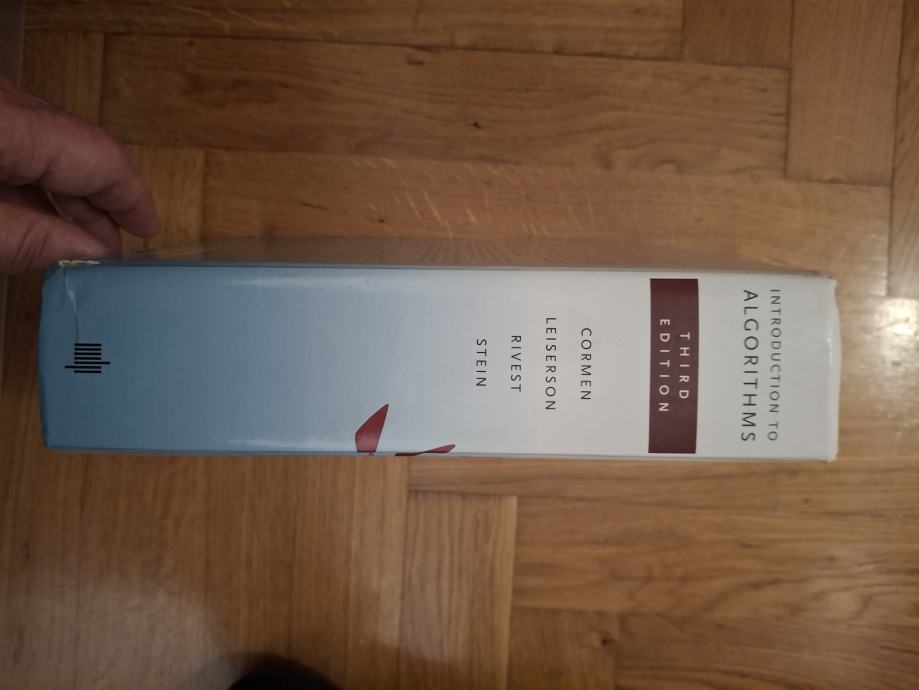 INTRODUCTION TO
ALGORITHMS
THIRD
EDITION
CORMEN
LEISERSON
RIVEST
STEIN